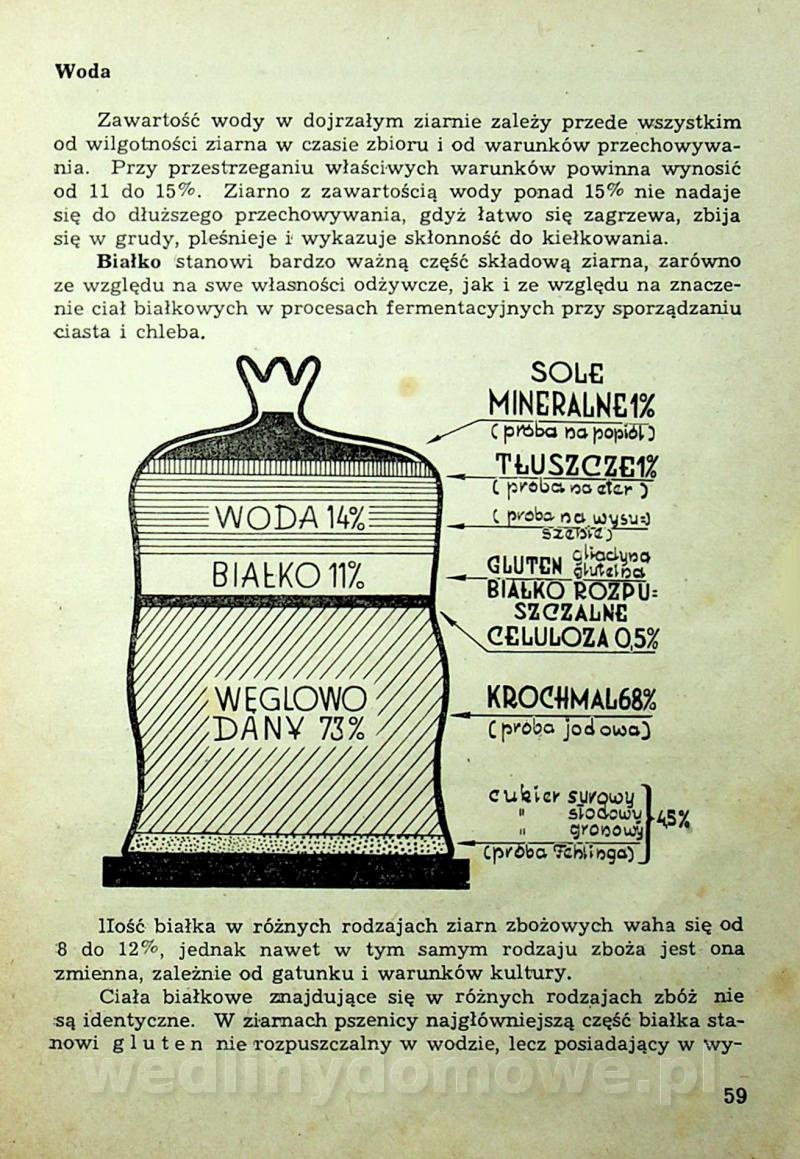 Woda
Zawartość wody w dojrzałym ziarnie zależy przede wszystkim
od wilgotności ziarna w czasie zbioru i od warunków przechowywa-
nia. Przy przestrzeganiu właściwych warunków powinna wynosić
od 11 do 15%. Ziarno z zawartością wody ponad 15% nie nadaje
się do dłuższego przechowywania, gdyż łatwo się zagrzewa, zbija
się w grudy, pleśnieje i wykazuje skłonność do kiełkowania.
Białko stanowi bardzo ważną część składową ziarna, zarówno
ze względu na swe własności odżywcze, jak i ze względu na znacze-
nie ciał białkowych w procesach fermentacyjnych przy sporządzaniu
ciasta i chleba.
SOLE
MINERALNE 1%
(próba na popiół)
TŁUSZCZE 1%
(próba na eter)
WODA 14%
(próba na wysu=
szenie)
BIAŁKO 11%
GLUTEN gliadyna
glutelina
BIAŁKO ROZPU=
SZCZALNE
CELULOZA 0,5%
WĘGLOWO
DANY 73%
KROCHMAL 68%
(próba jodowa)
cukier surowy
" słodowy
" gronowy
4,5%
(próba Fehlinga)
Ilość białka w różnych rodzajach ziarn zbożowych waha się od
8 do 12%, jednak nawet w tym samym rodzaju zboża jest ona
zmienna, zależnie od gatunku i warunków kultury.
Ciała białkowe znajdujące się w różnych rodzajach zbóż nie
są identyczne. W ziarnach pszenicy najgłówniejszą część białka sta-
nowi gluten nie rozpuszczalny w wodzie, lecz posiadający w wy-
wedlinydomowe.pl
59